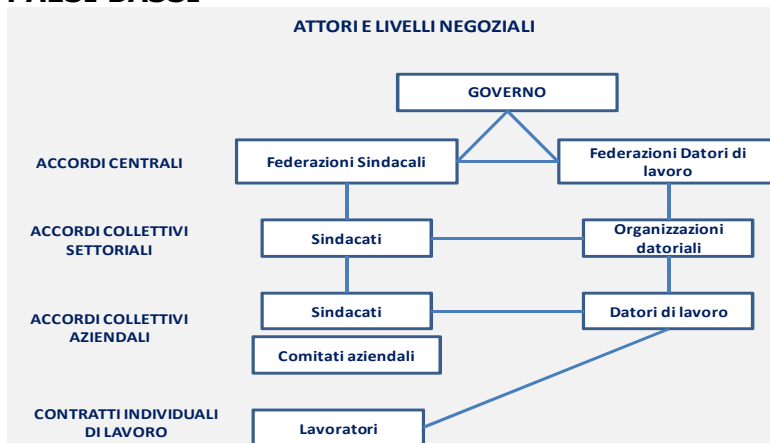 ATTORI E LIVELLI NEGOZIALI
GOVERNO
ACCORDI CENTRALI
Federazioni Sindacali
Federazioni Datori di
lavoro
ACCORDI COLLETTIVI
SETTORIALI
Sindacati
Organizzazioni
datoriali
ACCORDI COLLETTIVI
AZIENDALI
Sindacati
Datori di lavoro
Comitati aziendali
CONTRATTI INDIVIDUALI
DI LAVORO
Lavoratori